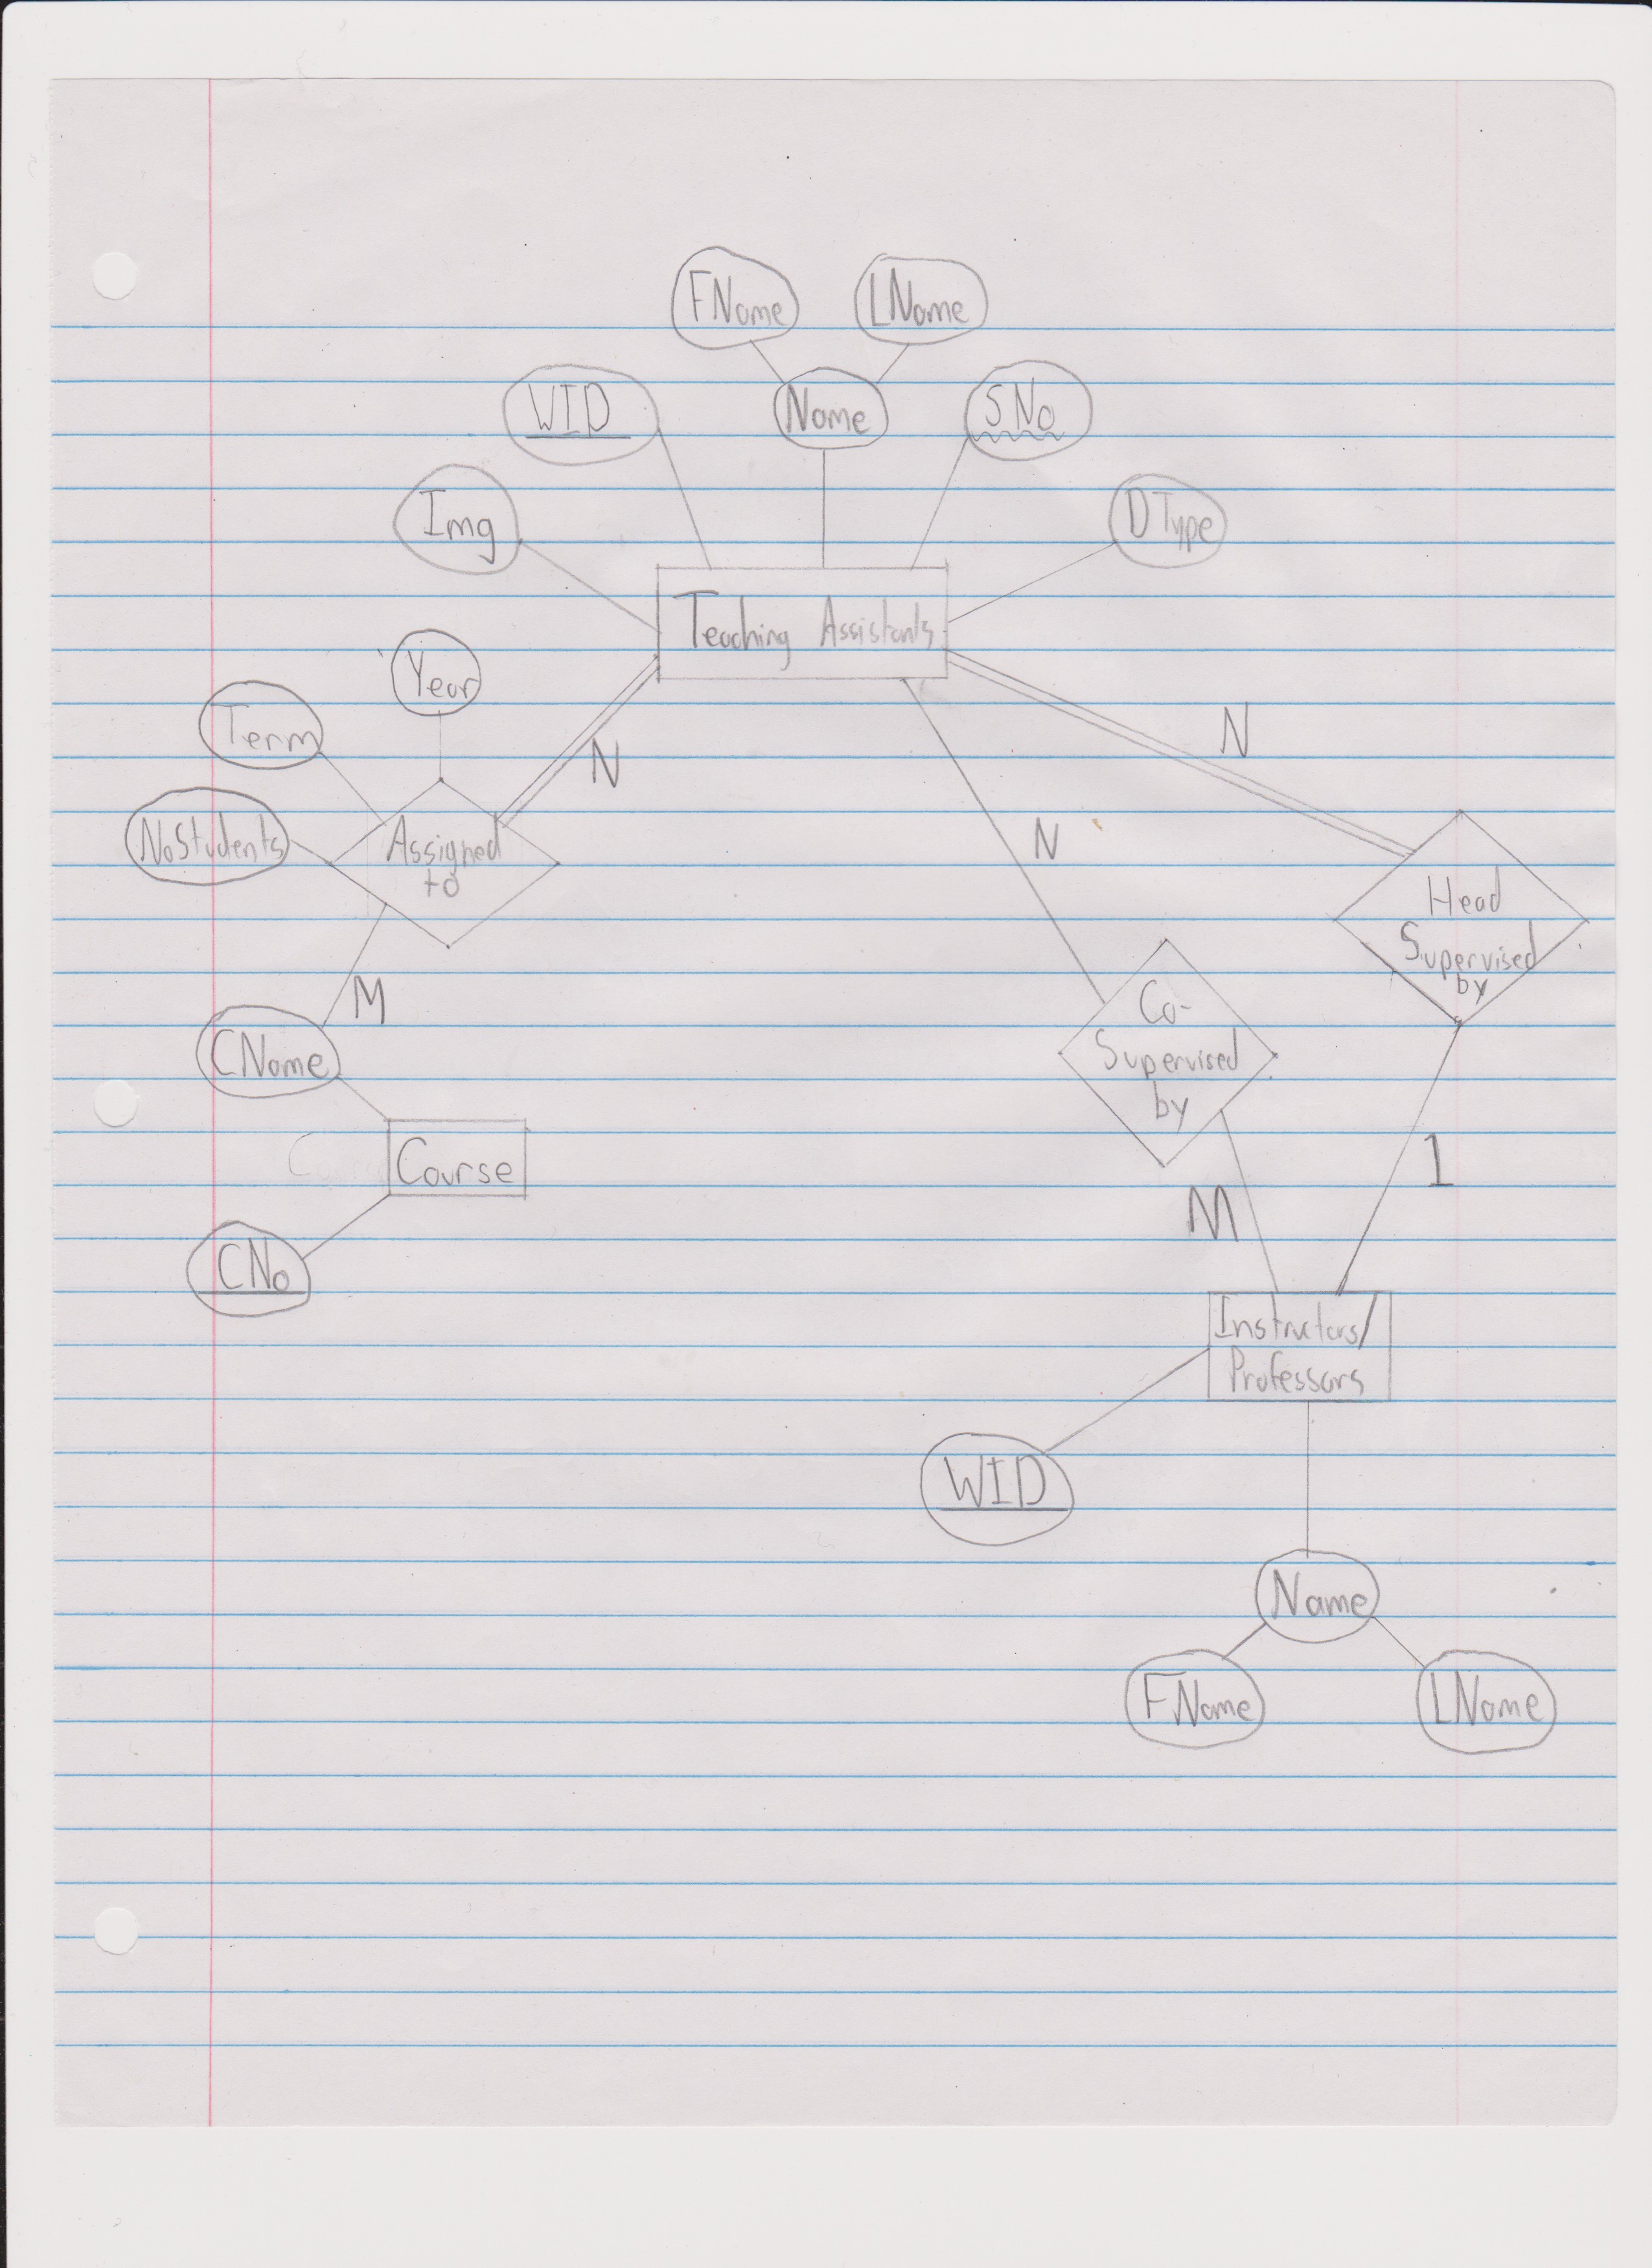 FName
LName
WID
Name
SNo
Img
DType
Teaching Assistants
Year
Term
N
N
NoStudents
Assigned
to
N
Head
Supervised
by
M
Co-
Supervised
by
CName
Course
1
M
CNo
Instructors/
Professors
WID
Name
FName
LName